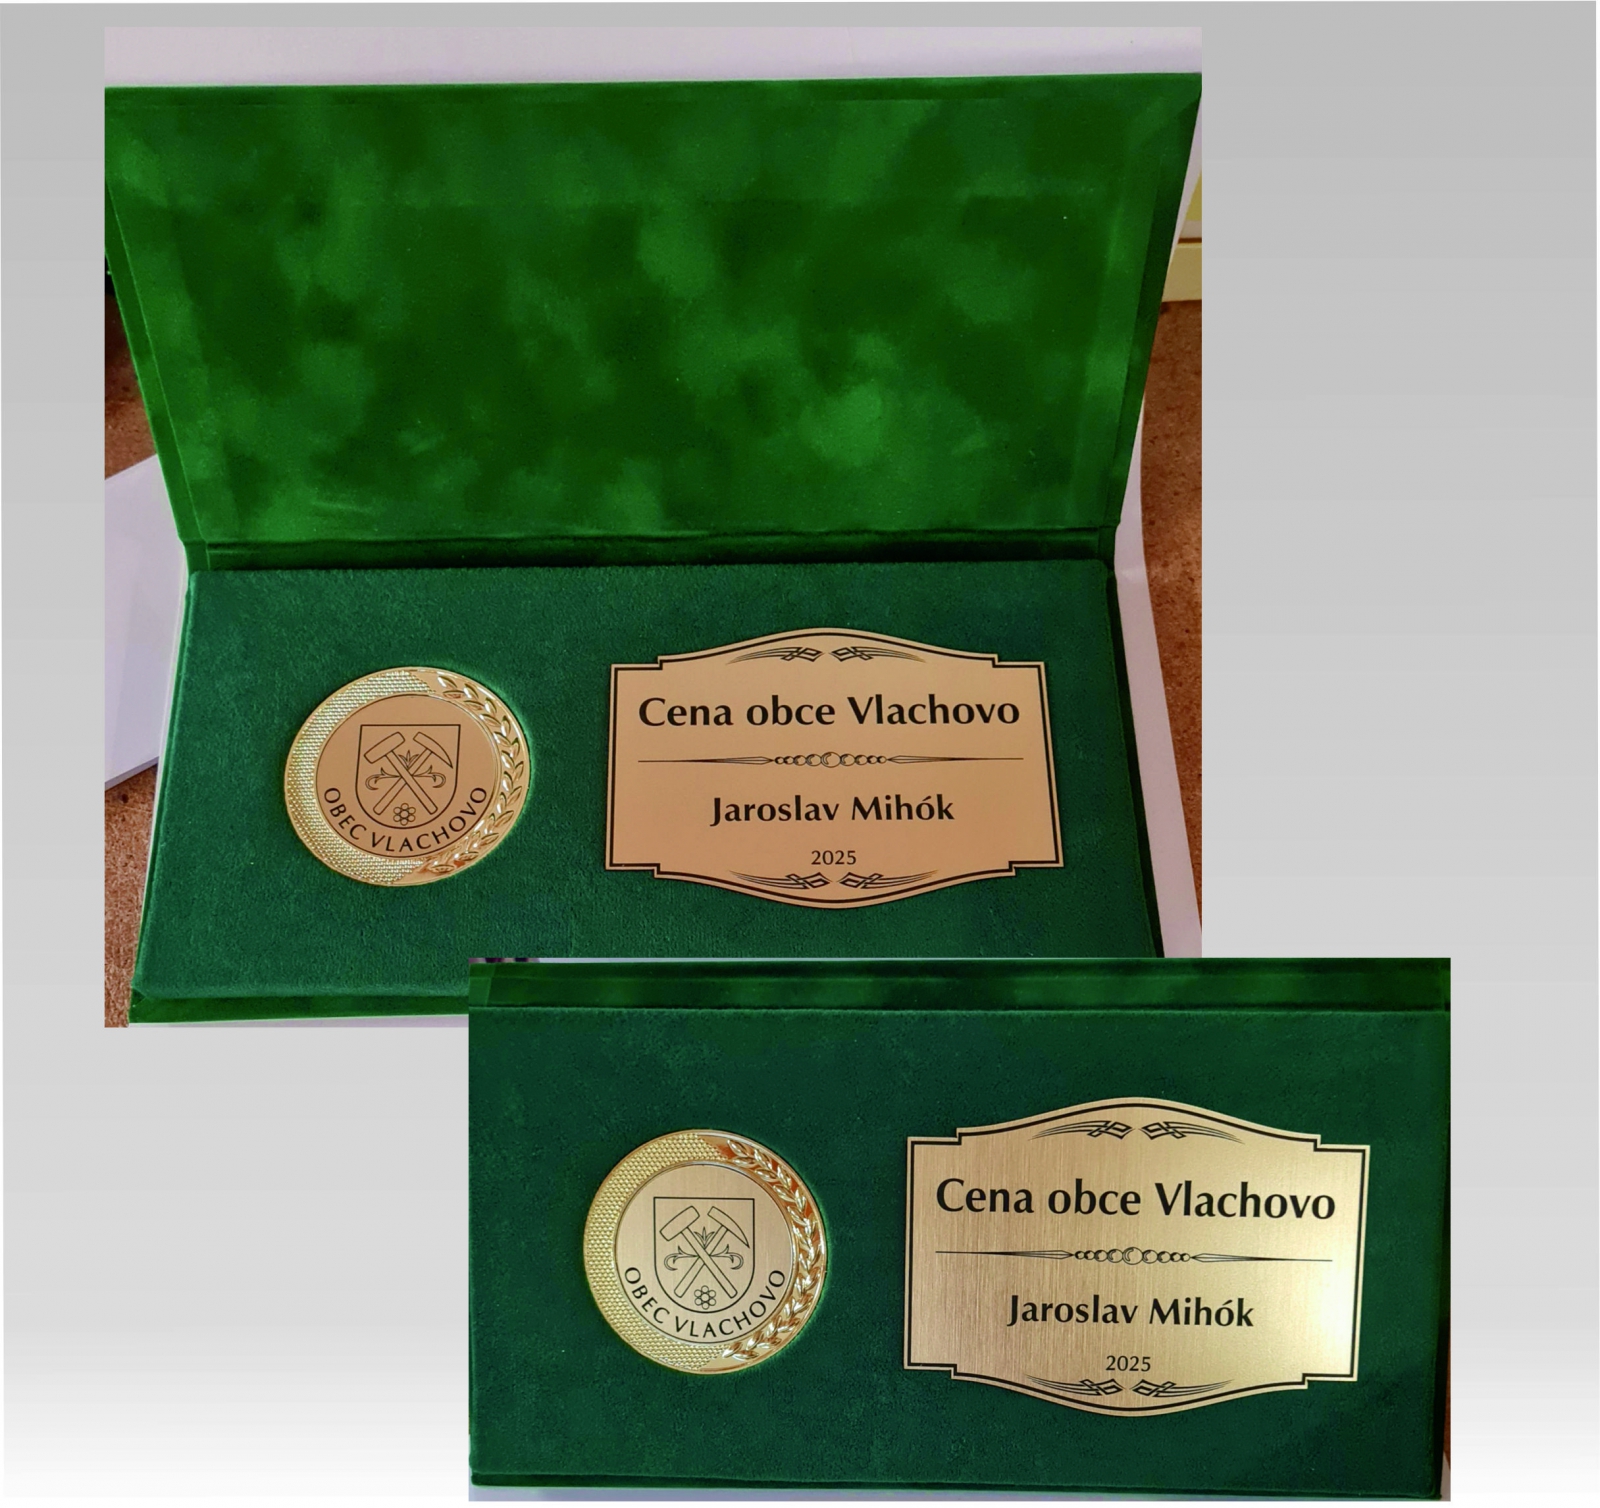 OBEC VLACHOVO
Cena obce Vlachovo
Jaroslav Mihók
2025
OBEC VLACHOVO
Cena obce Vlachovo
Jaroslav Mihók
2025